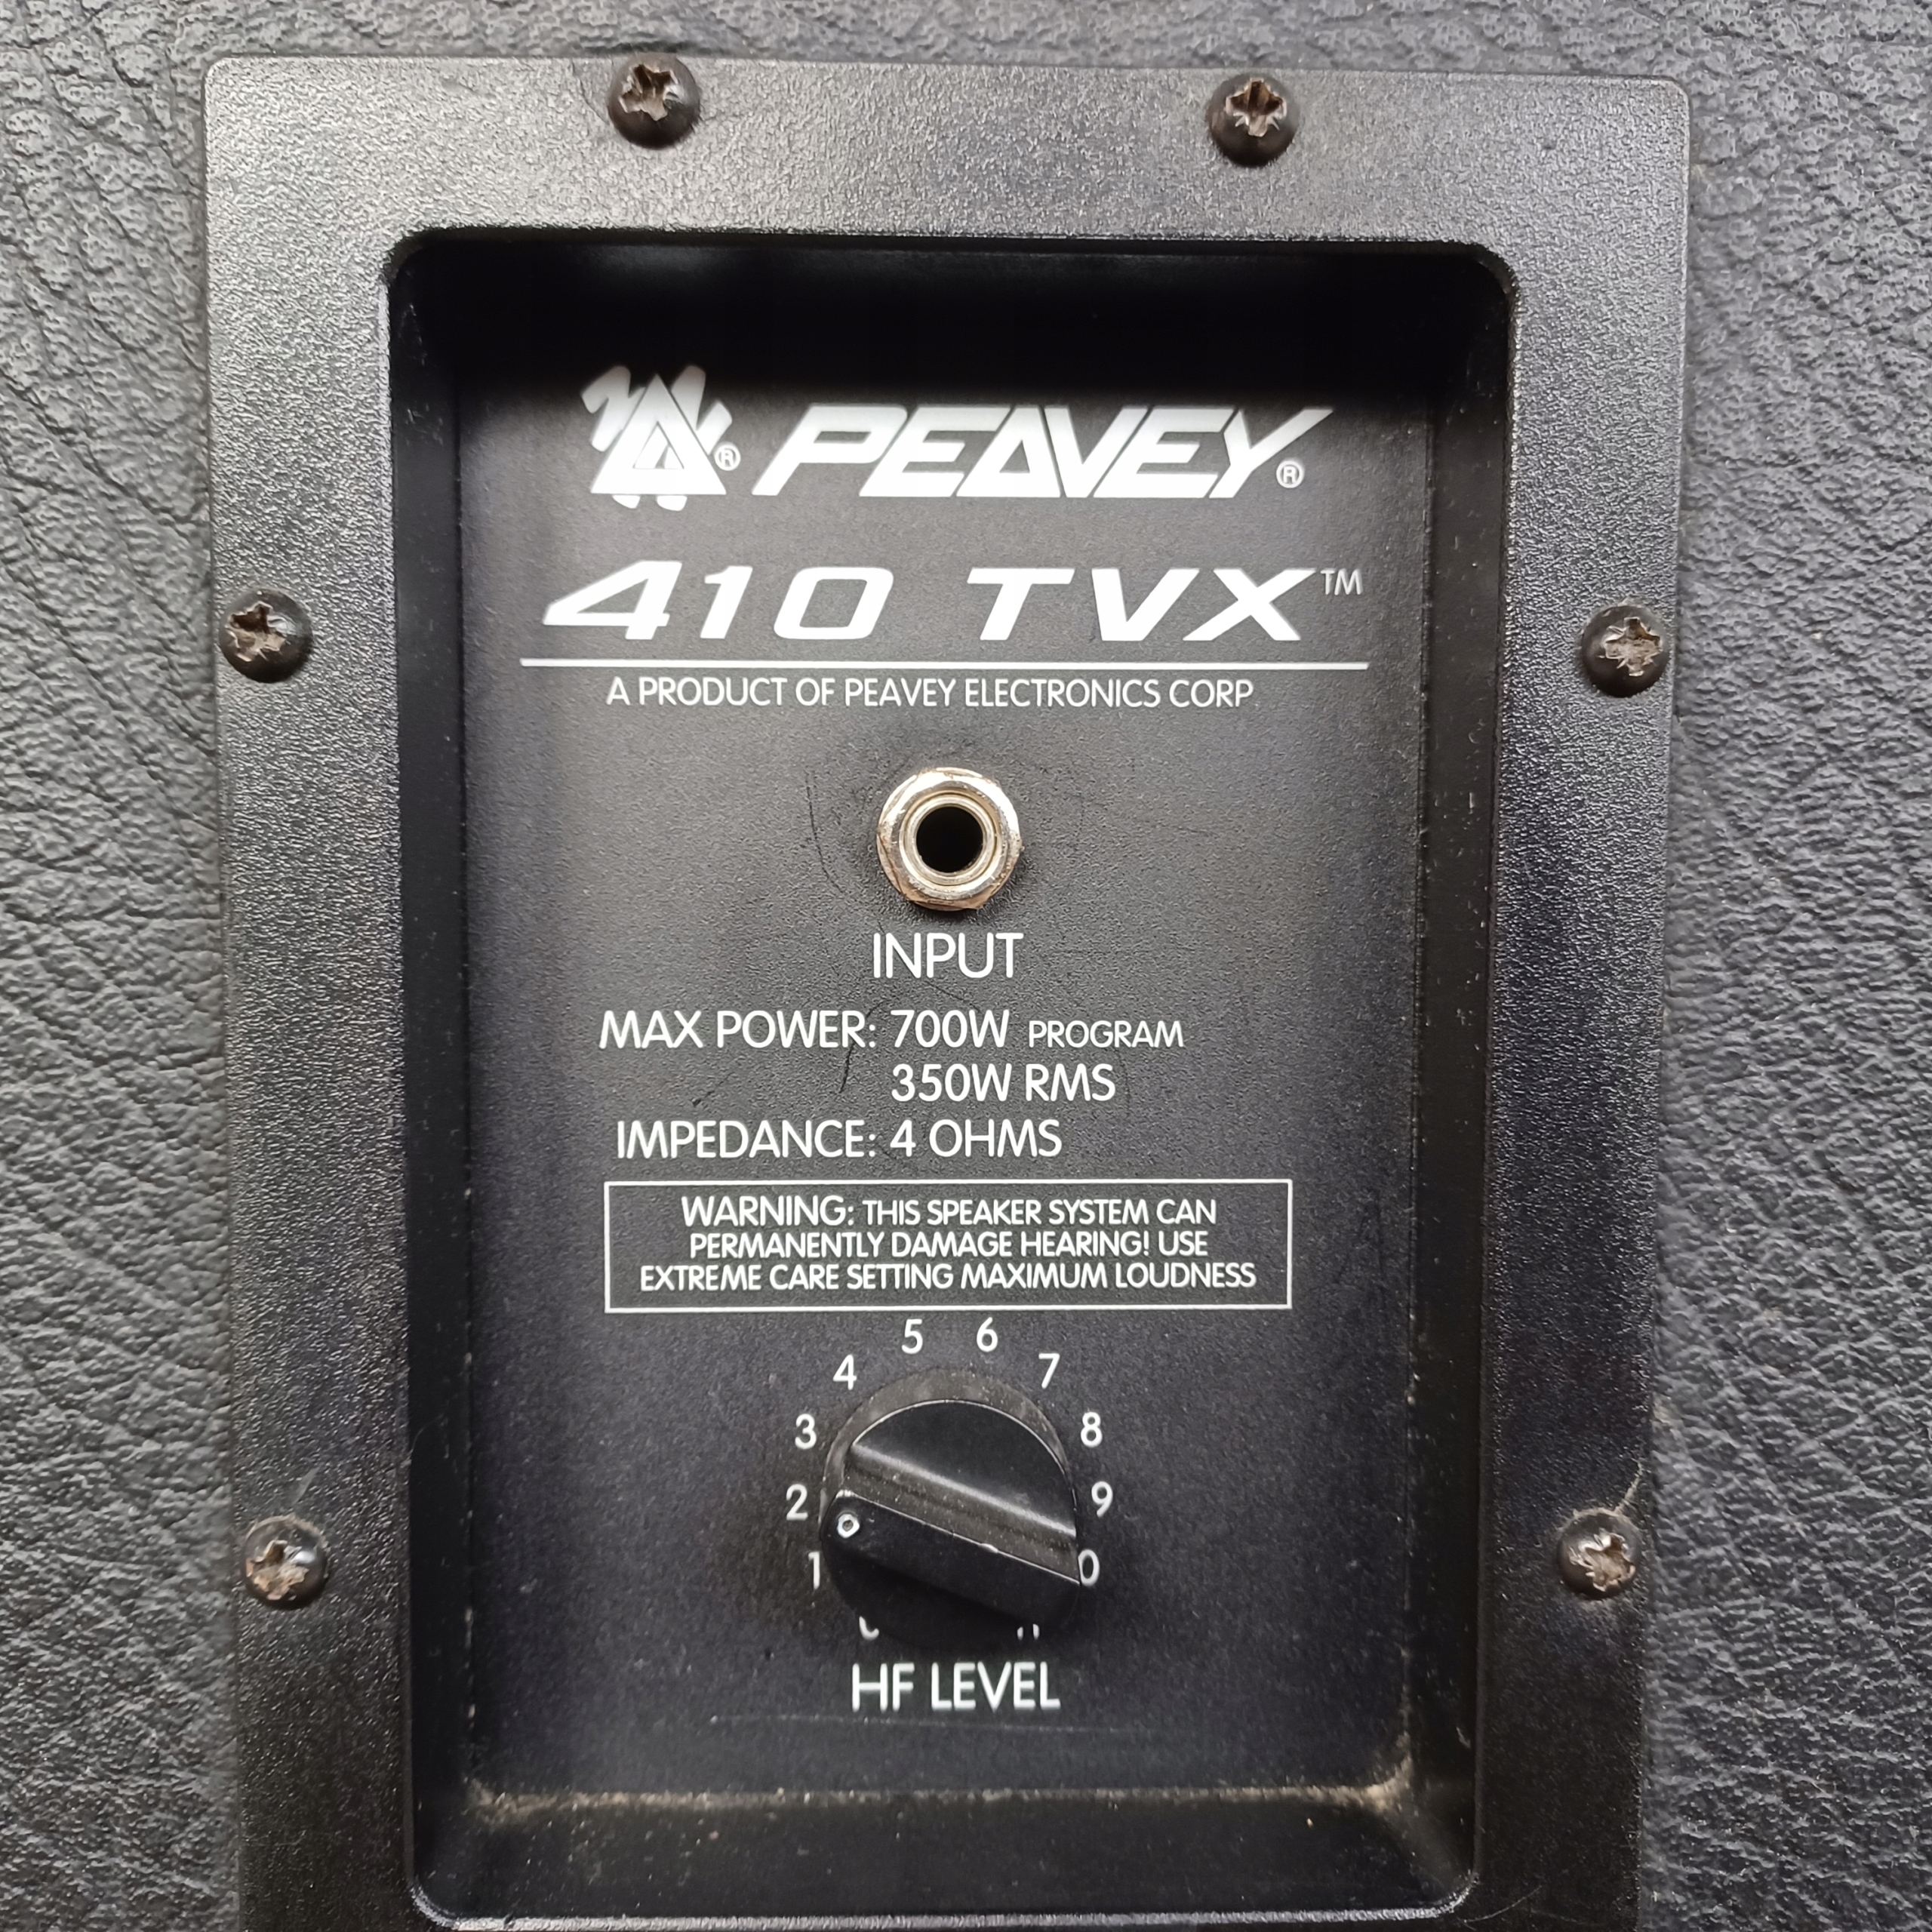 ® PEAVEY®
410 TVX™
A PRODUCT OF PEAVEY ELECTRONICS CORP.
INPUT
MAX POWER: 700W PROGRAM
350W RMS
IMPEDANCE: 4 OHMS
WARNING: THIS SPEAKER SYSTEM CAN
PERMANENTLY DAMAGE HEARING! USE
EXTREME CARE SETTING MAXIMUM LOUDNESS
5 6
4 7
3 8
2 9
1
HF LEVEL